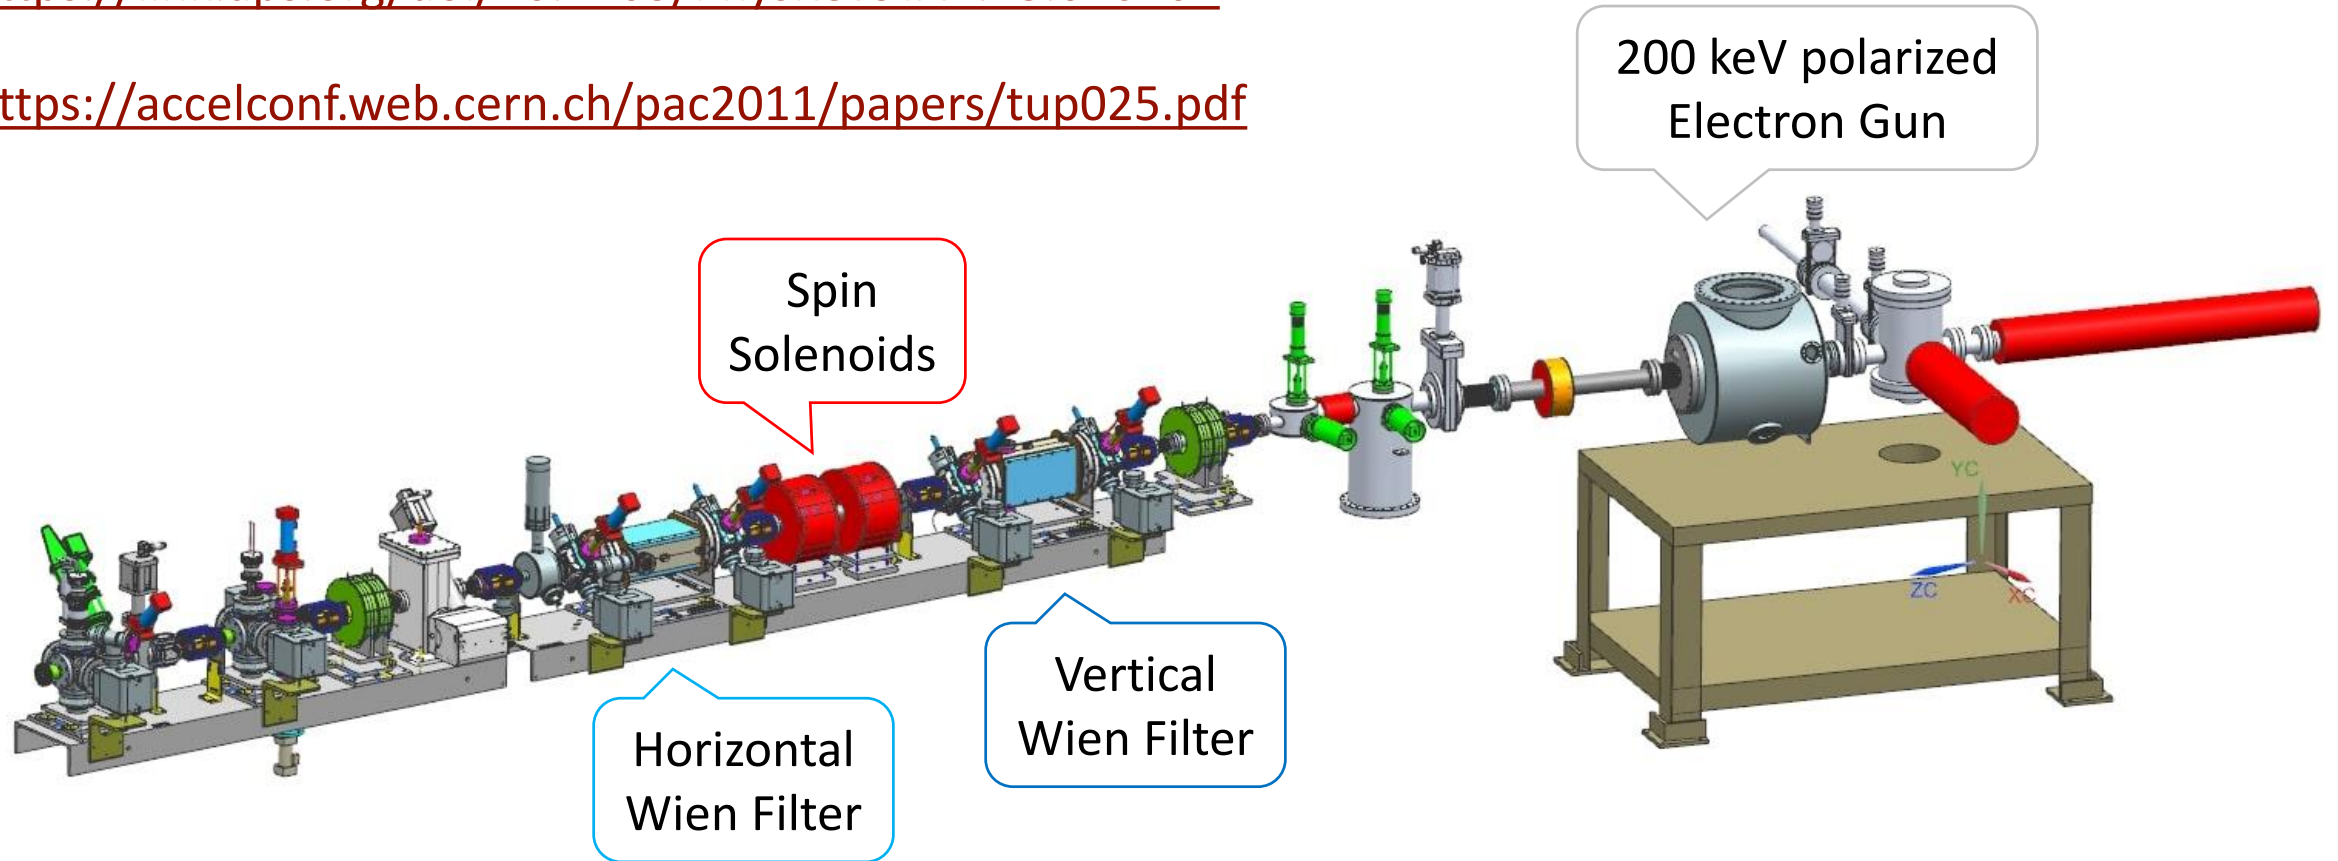 ttps://accelconf.web.cern.ch/pac2011/papers/tup025.pdf
200 keV polarized
Electron Gun
Spin
Solenoids
Vertical
Wien Filter
Horizontal
Wien Filter
YC
ZC
XC